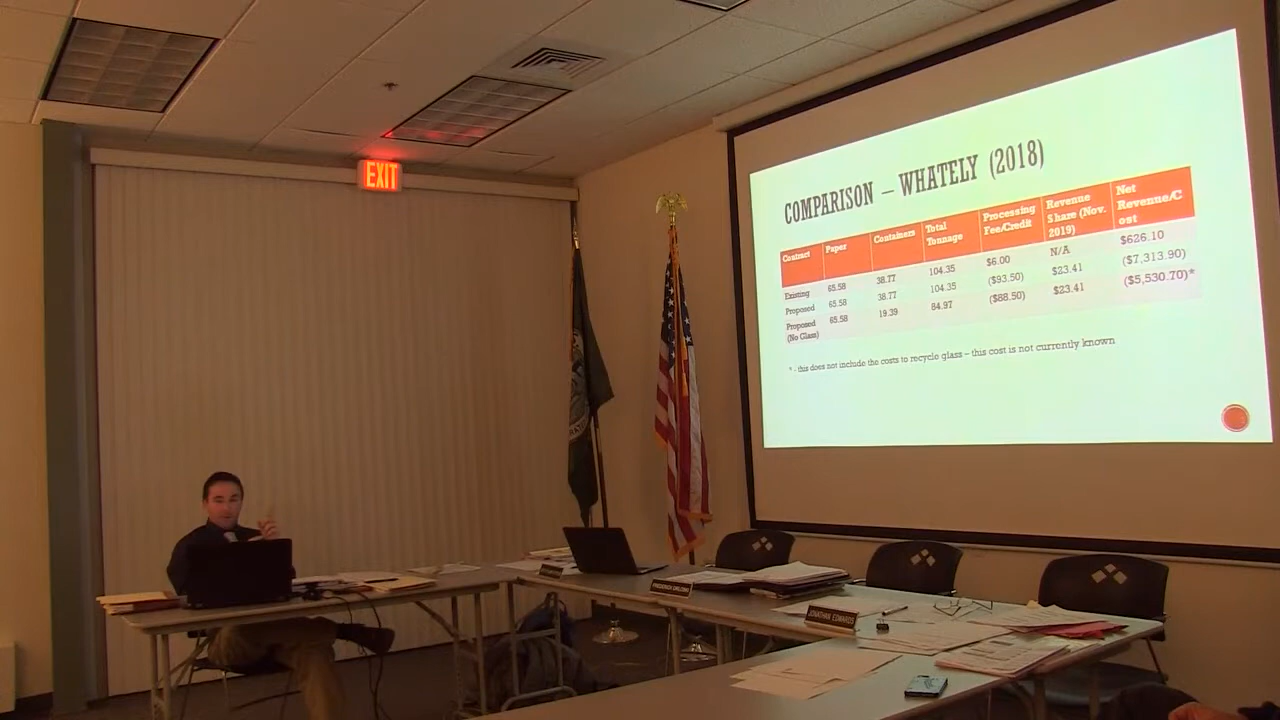 EXIT
COMPARISON – WHATELY (2018)
Contract Paper Containers Total Tonnage Processing Fee/Credit Revenue Share (Nov. 2019) Net Revenue/Cost
Existing 65.58 38.77 104.35 $6.00 N/A $626.10
Proposed 65.58 38.77 104.35 ($93.50) $23.41 ($7,313.90)
Proposed (No Glass) 65.58 19.39 84.97 ($88.50) $23.41 ($5,530.70)*
* - this does not include the costs to recycle glass – this cost is not currently known
FREDERICK ORLOSKI
JONATHAN EDWARDS